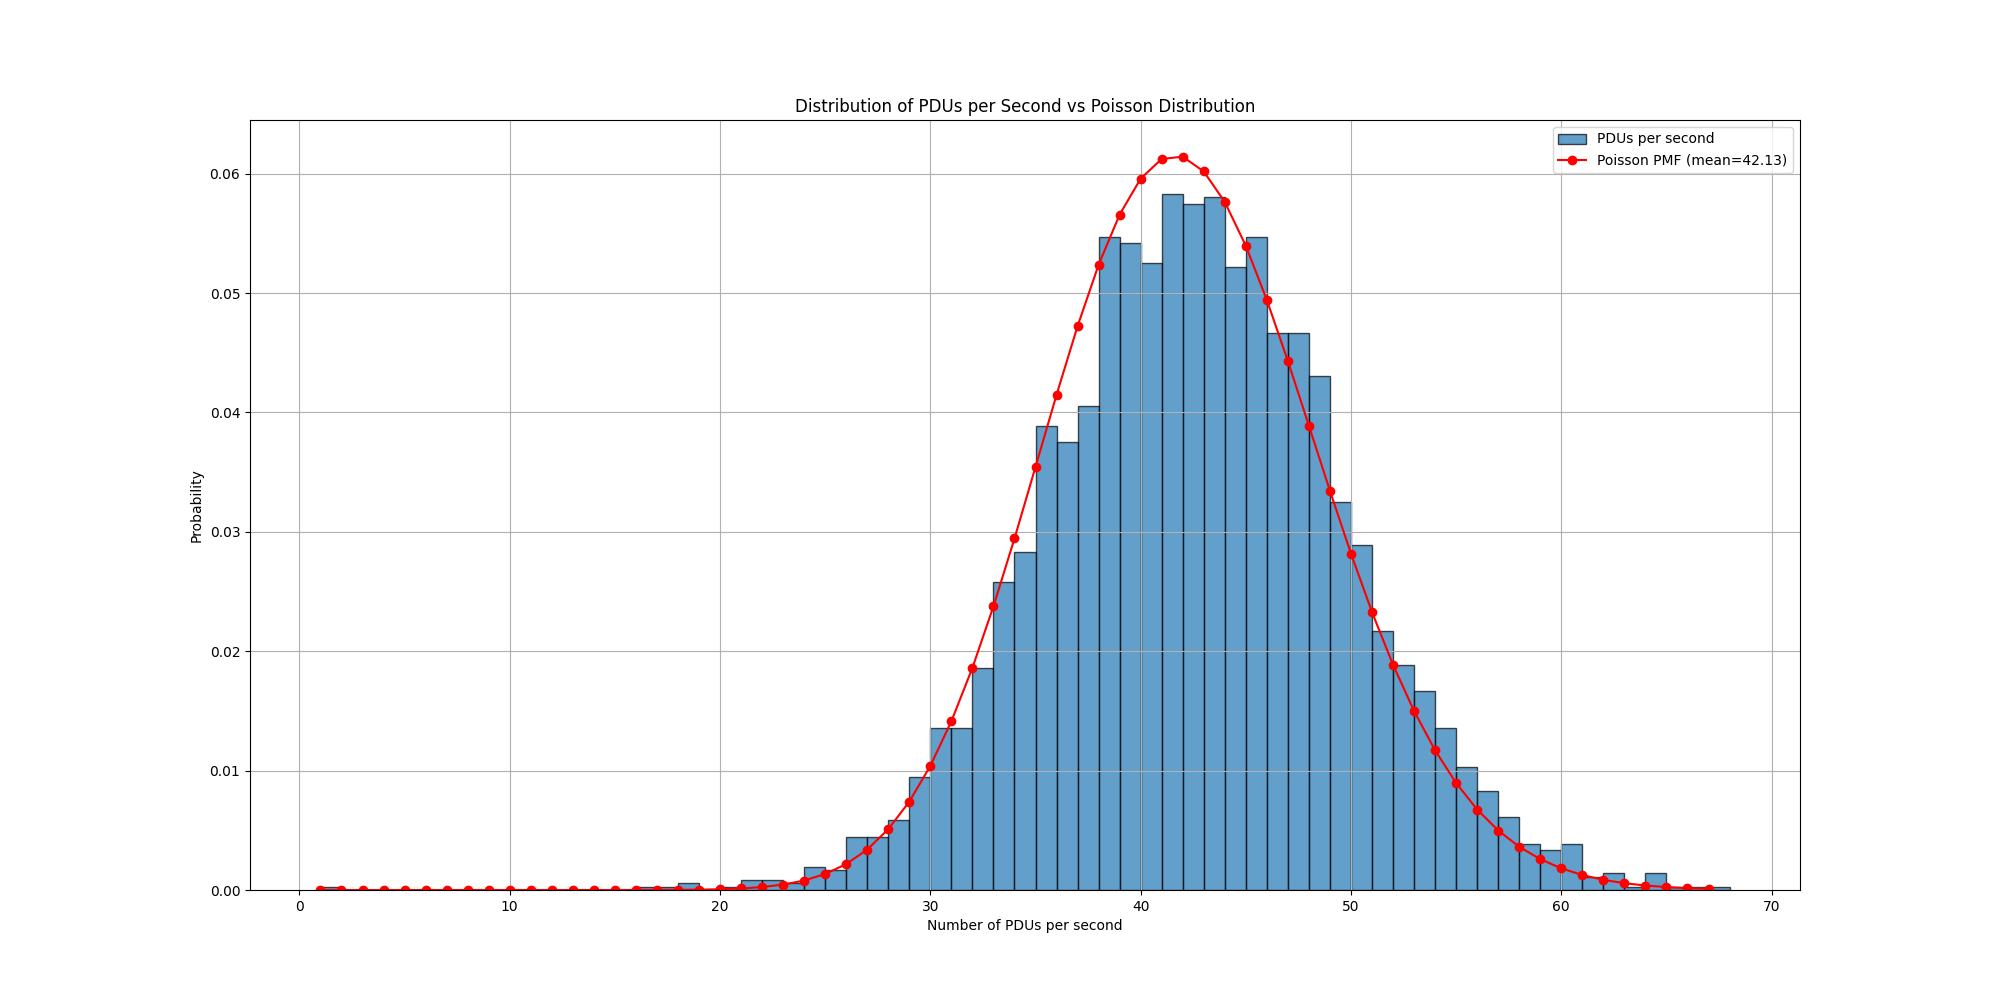 Distribution of PDUs per Second vs Poisson Distribution
PDUs per second
Poisson PMF (mean=42.13)
0.06
0.05
0.04
0.03
0.02
0.01
0.00
Probability
0 10 20 30 40 50 60 70
Number of PDUs per second